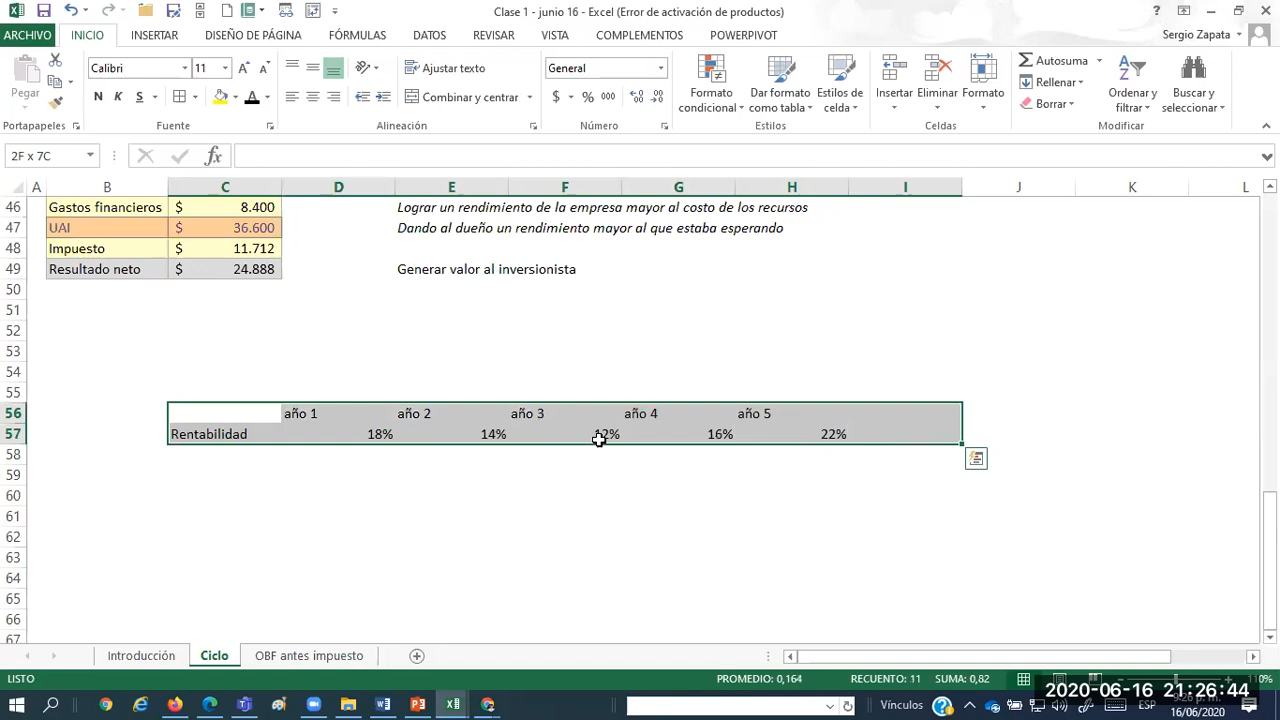 Clase 1 - junio 16 - Excel (Error de activación de productos)
ARCHIVO INICIO INSERTAR DISEÑO DE PÁGINA FÓRMULAS DATOS REVISAR VISTA COMPLEMENTOS POWERPIVOT Sergio Zapata
Pegar
Calibri 11
N K S
Ajustar texto
Combinar y centrar
General
$ % 000
Formato condicional
Dar formato como tabla
Estilos de celda
Insertar
Eliminar
Formato
Autosuma
Rellenar
Borrar
Ordenar y filtrar
Buscar y seleccionar
Portapapeles Fuente Alineación Número Estilos Celdas Modificar
2F x 7C fx
A B C D E F G H I J K L
46 Gastos financieros $ 8.400 Lograr un rendimiento de la empresa mayor al costo de los recursos
47 UAI $ 36.600 Dando al dueño un rendimiento mayor al que estaba esperando
48 Impuesto $ 11.712
49 Resultado neto $ 24.888 Generar valor al inversionista
50
51
52
53
54
55
56 año 1 año 2 año 3 año 4 año 5
57 Rentabilidad 18% 14% 12% 16% 22%
58
59
60
61
62
63
64
65
66
67
Introducción Ciclo OBF antes impuesto
LISTO PROMEDIO: 0,164 RECUENTO: 11 SUMA: 0,82 110%
2020-06-16 21:26:44
Vínculos ESP 16/06/2020